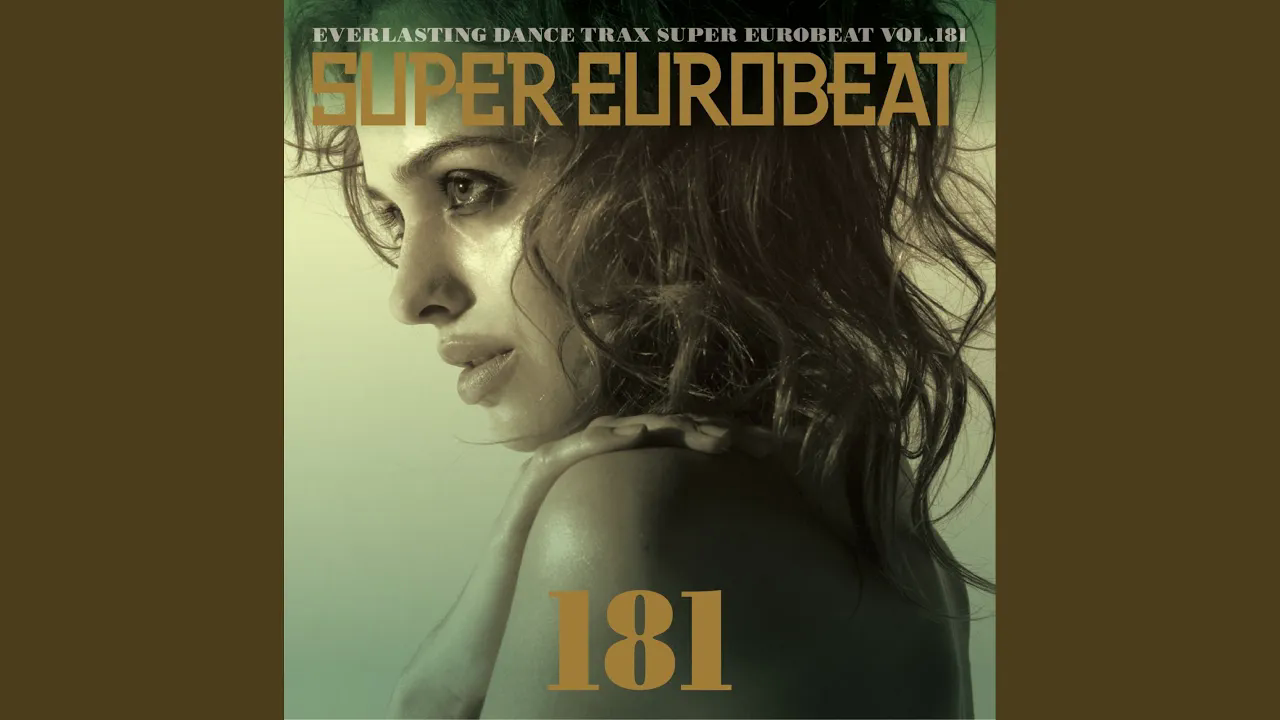 EVERLASTING DANCE TRAX SUPER EUROBEAT VOL.181
SUPER EUROBEAT
181